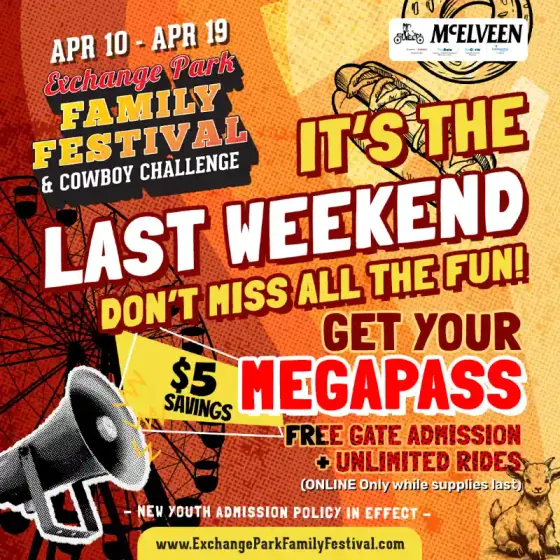 APR 10 - APR 19
Exchange Park
FAMILY
FESTIVAL
& COWBOY CHALLENGE
McELVEEN
IT'S THE
LAST WEEKEND
DON'T MISS ALL THE FUN!
GET YOUR
MEGAPASS
$5
SAVINGS
FREE GATE ADMISSION
+ UNLIMITED RIDES
(ONLINE Only while supplies last)
- NEW YOUTH ADMISSION POLICY IN EFFECT -
www.ExchangeParkFamilyFestival.com